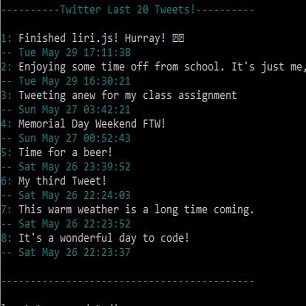 ----------Twitter Last 20 Tweets!----------
1: Finished liri.js! Hurray!
-- Tue May 29 17:11:38
2: Enjoying some time off from school. It's just me,
-- Tue May 29 16:30:21
3: Tweeting anew for my class assignment
-- Sun May 27 03:42:21
4: Memorial Day Weekend FTW!
-- Sun May 27 00:52:43
5: Time for a beer!
-- Sat May 26 23:39:52
6: My third Tweet!
-- Sat May 26 22:24:03
7: This warm weather is a long time coming.
-- Sat May 26 22:23:52
8: It's a wonderful day to code!
-- Sat May 26 22:23:37
-------------------------------------------